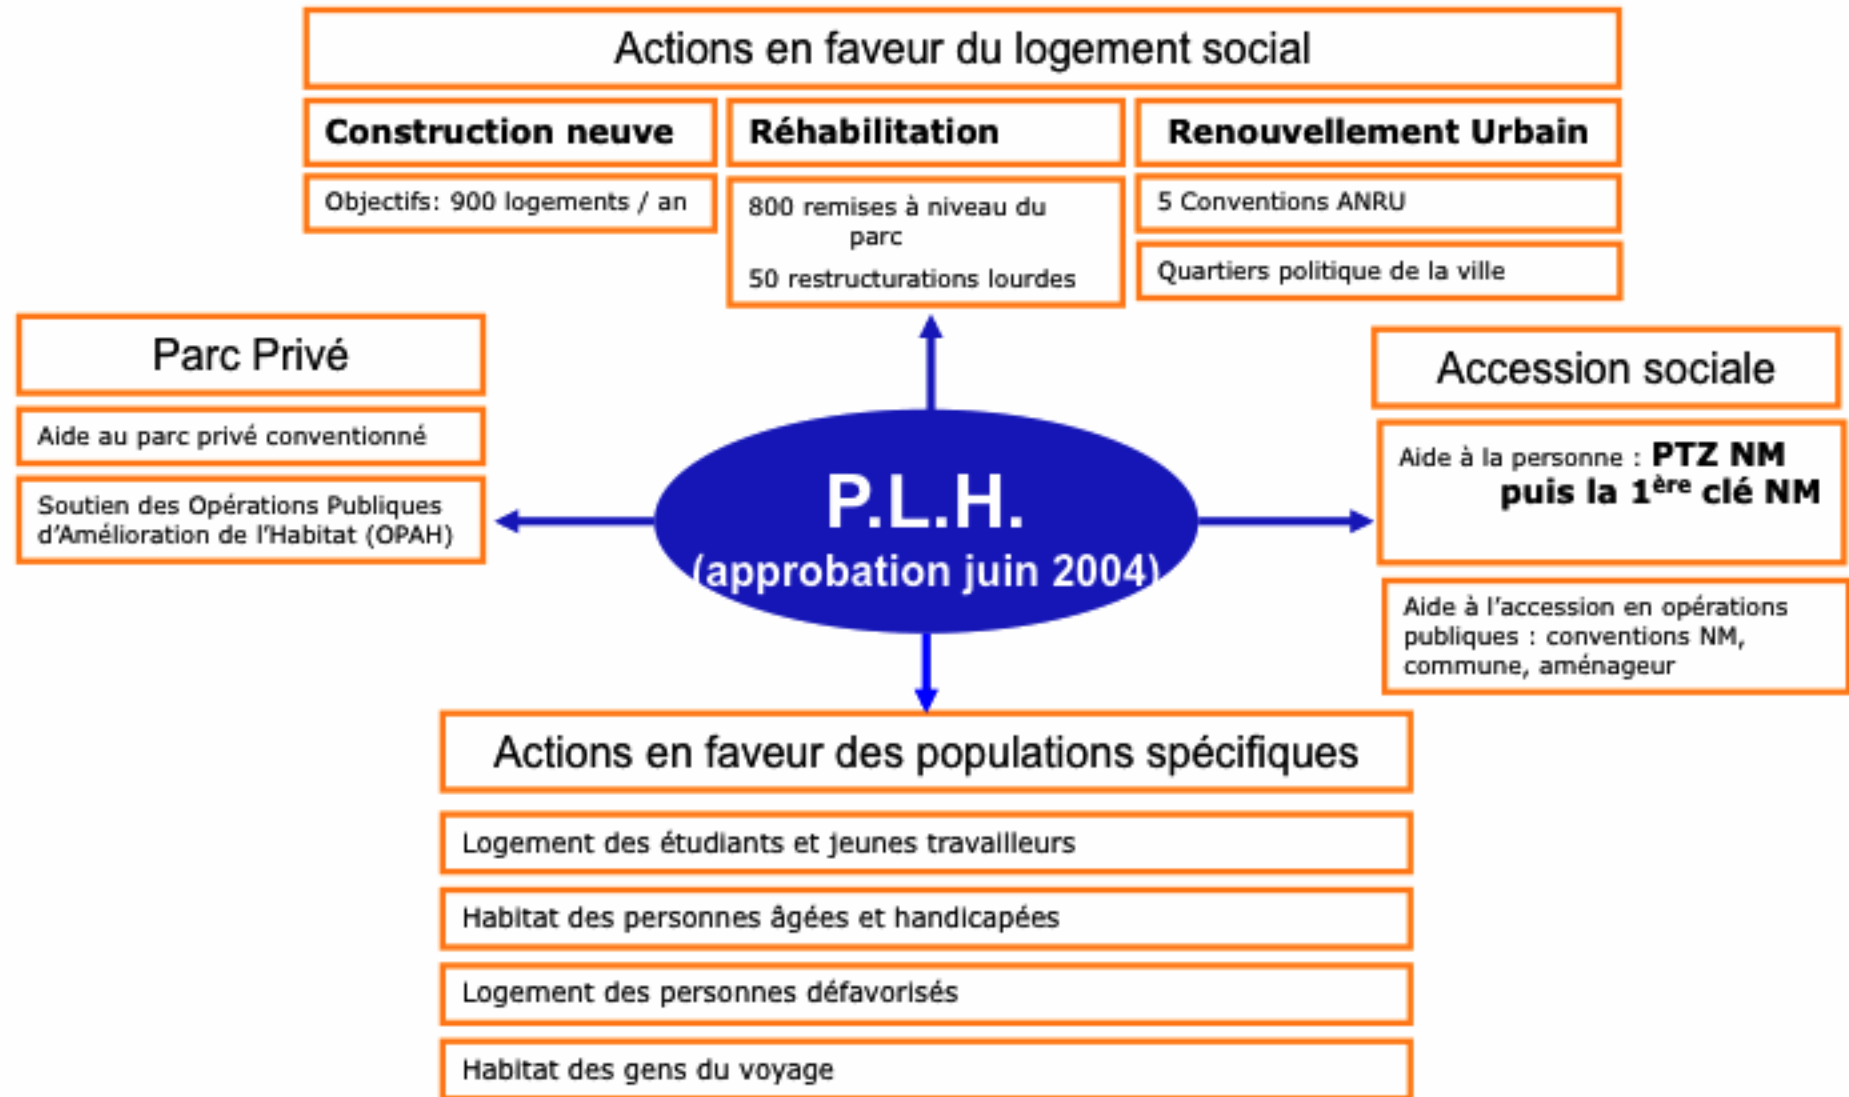 Actions en faveur du logement social
Construction neuve
Réhabilitation
Renouvellement Urbain
Objectifs: 900 logements / an
800 remises à niveau du
parc
50 restructurations lourdes
5 Conventions ANRU
Quartiers politique de la ville
Parc Privé
Aide au parc privé conventionné
Soutien des Opérations Publiques
d'Amélioration de l'Habitat (OPAH)
P.L.H.
(approbation juin 2004)
Accession sociale
Aide à la personne : PTZ NM
puis la 1ère clé NM
Aide à l'accession en opérations
publiques : conventions NM,
commune, aménageur
Actions en faveur des populations spécifiques
Logement des étudiants et jeunes travailleurs
Habitat des personnes âgées et handicapées
Logement des personnes défavorisés
Habitat des gens du voyage